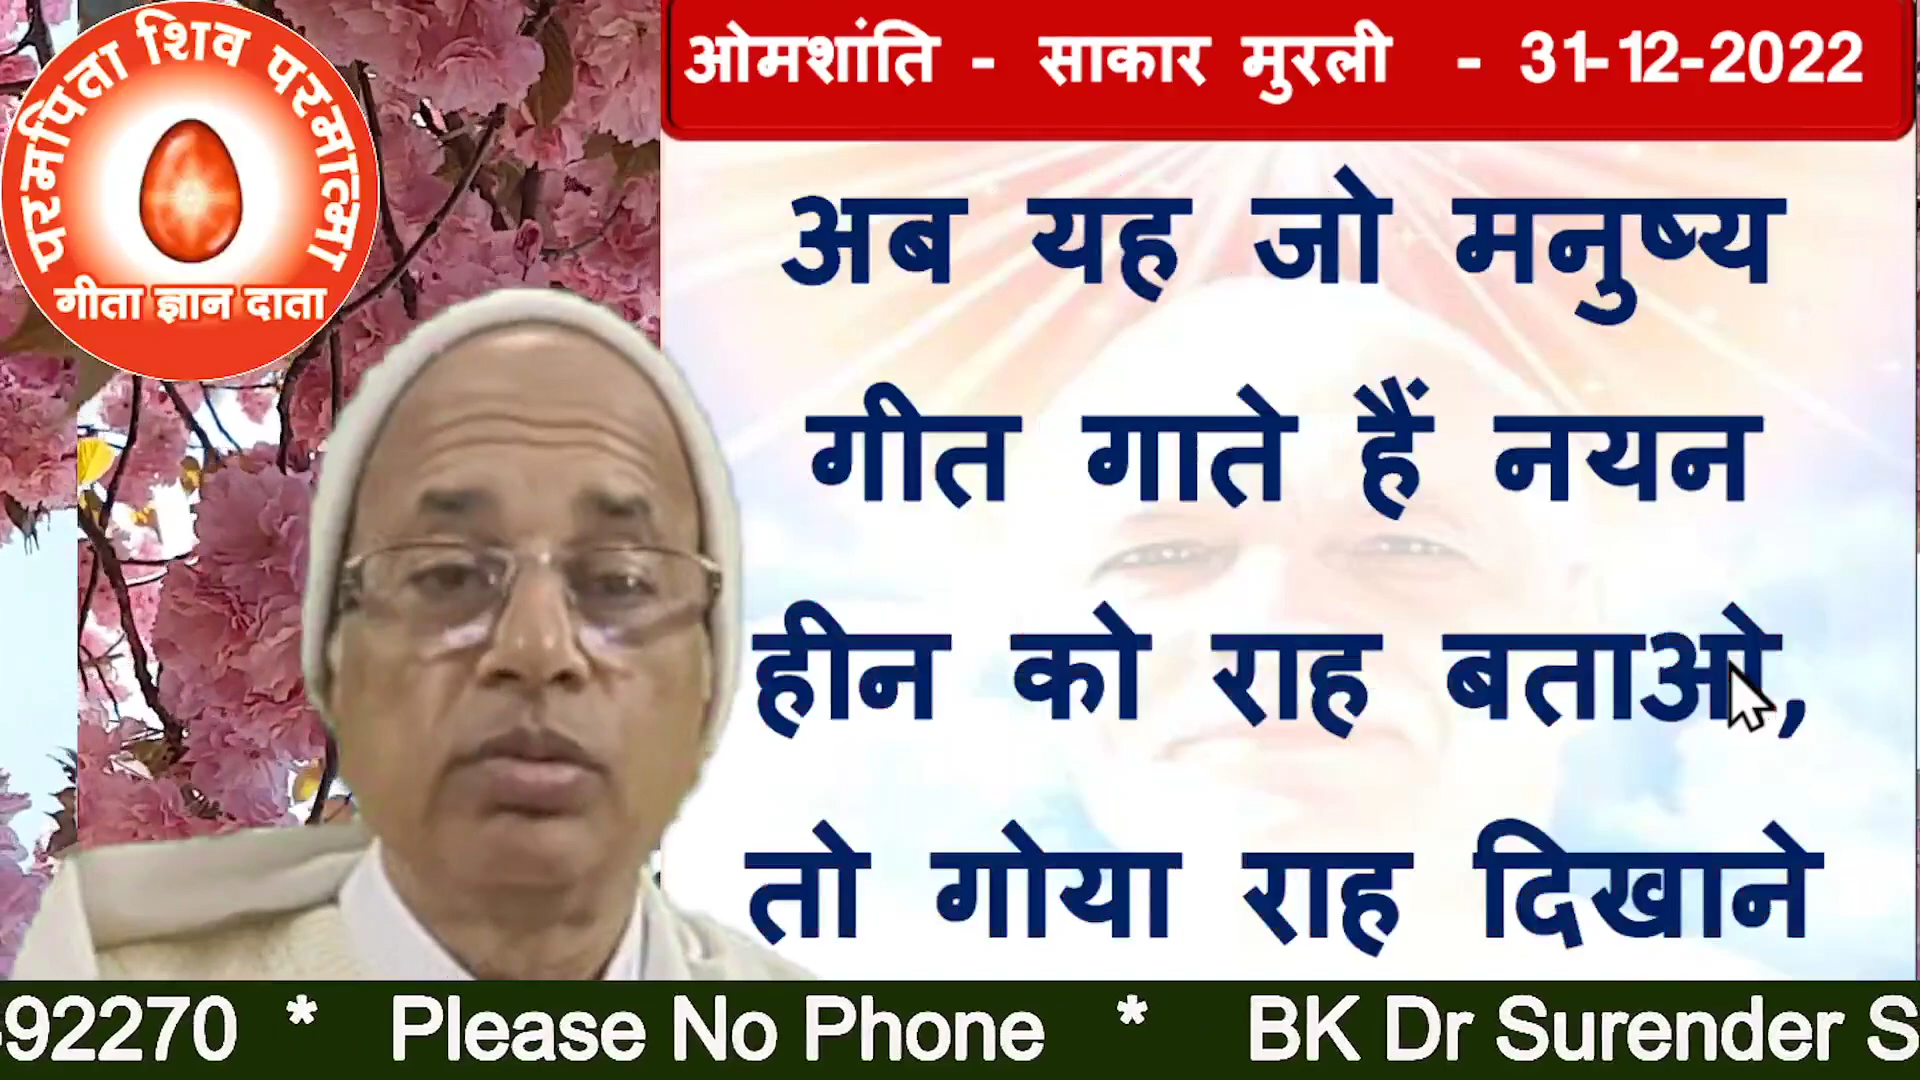 परमपिता शिव परमात्मा
गीता ज्ञान दाता
ओमशांति - साकार मुरली - 31-12-2022
अब यह जो मनुष्य
गीत गाते हैं नयन
हीन को राह बताओ,
तो गोया राह दिखाने
92270 * Please No Phone * BK Dr Surender S